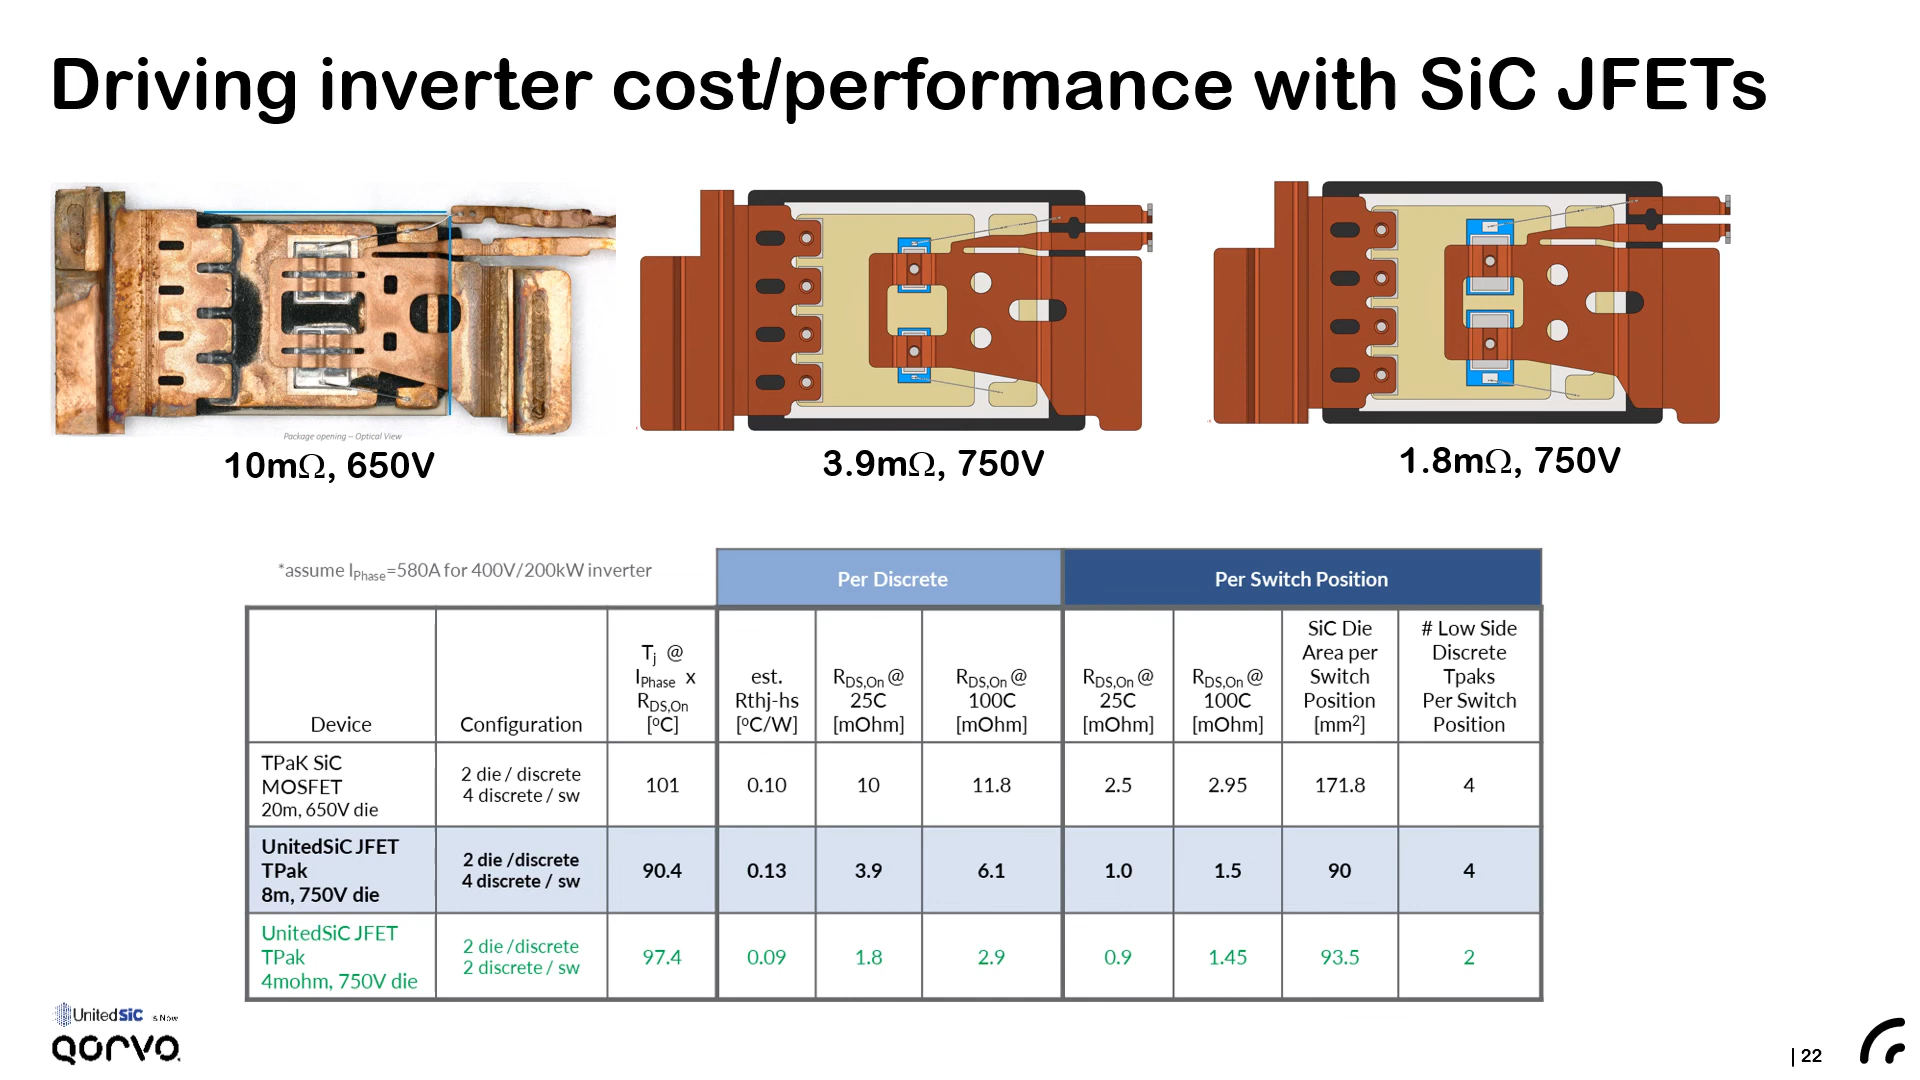 Driving inverter cost/performance with SiC JFETs
Package opening – Optical View
10mΩ, 650V
3.9mΩ, 750V
1.8mΩ, 750V
*assume IPhase=580A for 400V/200kW inverter
Per Discrete
Per Switch Position
Device
Configuration
Tj @
IPhase x
RDS,On
[ºC]
est.
Rthj-hs
[ºC/W]
RDS,On @
25C
[mOhm]
RDS,On @
100C
[mOhm]
RDS,On @
25C
[mOhm]
RDS,On @
100C
[mOhm]
SiC Die
Area per
Switch
Position
[mm2]
# Low Side
Discrete
Tpaks
Per Switch
Position
TPaK SiC
MOSFET
20m, 650V die
2 die / discrete
4 discrete / sw
101
0.10
10
11.8
2.5
2.95
171.8
4
UnitedSiC JFET
TPak
8m, 750V die
2 die /discrete
4 discrete / sw
90.4
0.13
3.9
6.1
1.0
1.5
90
4
UnitedSiC JFET
TPak
4mohm, 750V die
2 die /discrete
2 discrete / sw
97.4
0.09
1.8
2.9
0.9
1.45
93.5
2
UnitedSiC is Now
QORVO
| 22